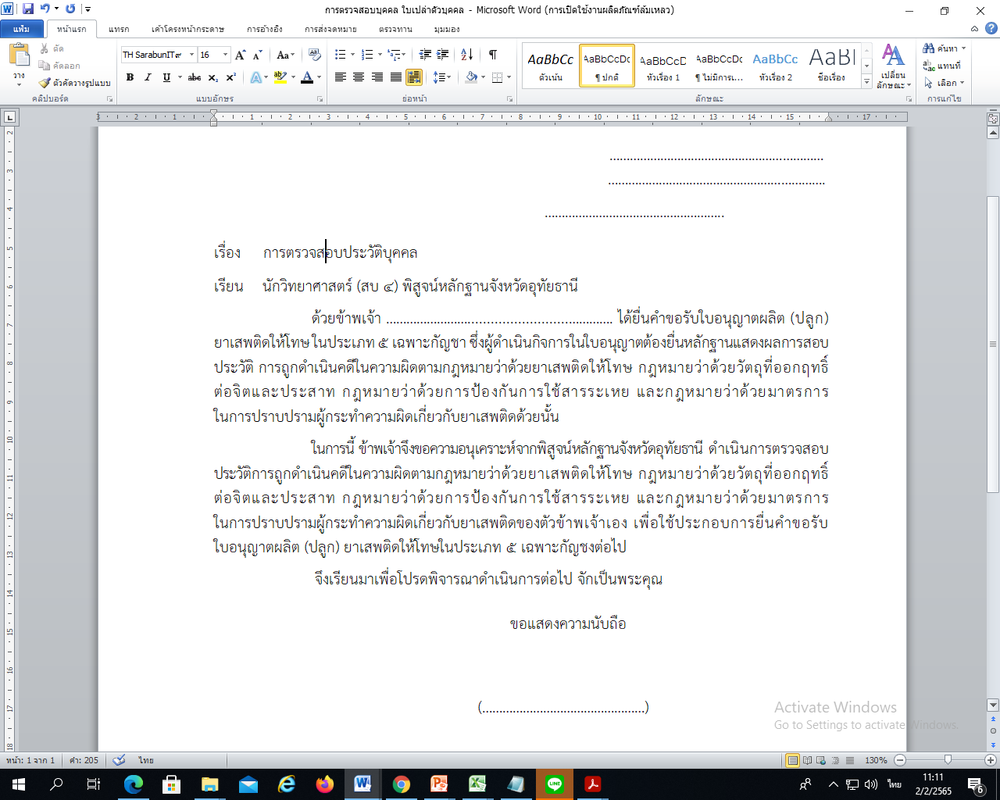 การตรวจสอบบุคคล ใบเปล่าตัวบุคคล - Microsoft Word (การเปิดใช้งานผลิตภัณฑ์ล้มเหลว)
แฟ้ม หน้าแรก แทรก เค้าโครงหน้ากระดาษ การอ้างอิง การส่งจดหมาย ตรวจทาน มุมมอง
วาง ตัด คัดลอก ตัวคัดวางรูปแบบ
TH SarabunIT๙ 16
AaBbCc AaBbCcDc AaBbCcD AaBbCcDc AaBbCc AaBb
ตัวเน้น ¶ ปกติ หัวเรื่อง 1 ¶ ไม่มีการเ... หัวเรื่อง 2 ชื่อเรื่อง
เปลี่ยนลักษณะ
ค้นหา แทนที่ เลือก
คลิปบอร์ด แบบอักษร ย่อหน้า ลักษณะ การแก้ไข
...............................................................
...............................................................
.....................................................
เรื่อง การตรวจสอบประวัติบุคคล
เรียน นักวิทยาศาสตร์ (สบ ๔) พิสูจน์หลักฐานจังหวัดอุทัยธานี
ด้วยข้าพเจ้า .................................................................. ได้ยื่นคำขอรับใบอนุญาตผลิต (ปลูก)
ยาเสพติดให้โทษในประเภท ๕ เฉพาะกัญชา ซึ่งผู้ดำเนินกิจการในใบอนุญาตต้องยื่นหลักฐานแสดงผลการสอบ
ประวัติ การถูกดำเนินคดีในความผิดตามกฎหมายว่าด้วยยาเสพติดให้โทษ กฎหมายว่าด้วยวัตถุที่ออกฤทธิ์
ต่อจิตและประสาท กฎหมายว่าด้วยการป้องกันการใช้สารระเหย และกฎหมายว่าด้วยมาตรการ
ในการปราบปรามผู้กระทำความผิดเกี่ยวกับยาเสพติดด้วยนั้น
ในการนี้ ข้าพเจ้าจึงขอความอนุเคราะห์จากพิสูจน์หลักฐานจังหวัดอุทัยธานี ดำเนินการตรวจสอบ
ประวัติการถูกดำเนินคดีในความผิดตามกฎหมายว่าด้วยยาเสพติดให้โทษ กฎหมายว่าด้วยวัตถุที่ออกฤทธิ์
ต่อจิตและประสาท กฎหมายว่าด้วยการป้องกันการใช้สารระเหย และกฎหมายว่าด้วยมาตรการ
ในการปราบปรามผู้กระทำความผิดเกี่ยวกับยาเสพติดของตัวข้าพเจ้าเอง เพื่อใช้ประกอบการยื่นคำขอรับ
ใบอนุญาตผลิต (ปลูก) ยาเสพติดให้โทษในประเภท ๕ เฉพาะกัญชงต่อไป
จึงเรียนมาเพื่อโปรดพิจารณาดำเนินการต่อไป จักเป็นพระคุณ
ขอแสดงความนับถือ
(................................................)
Activate Windows
Go to Settings to activate Windows.
หน้า: 1 จาก 1 คำ: 205 ไทย 130%
ไทย 11:11
2/2/2565 6